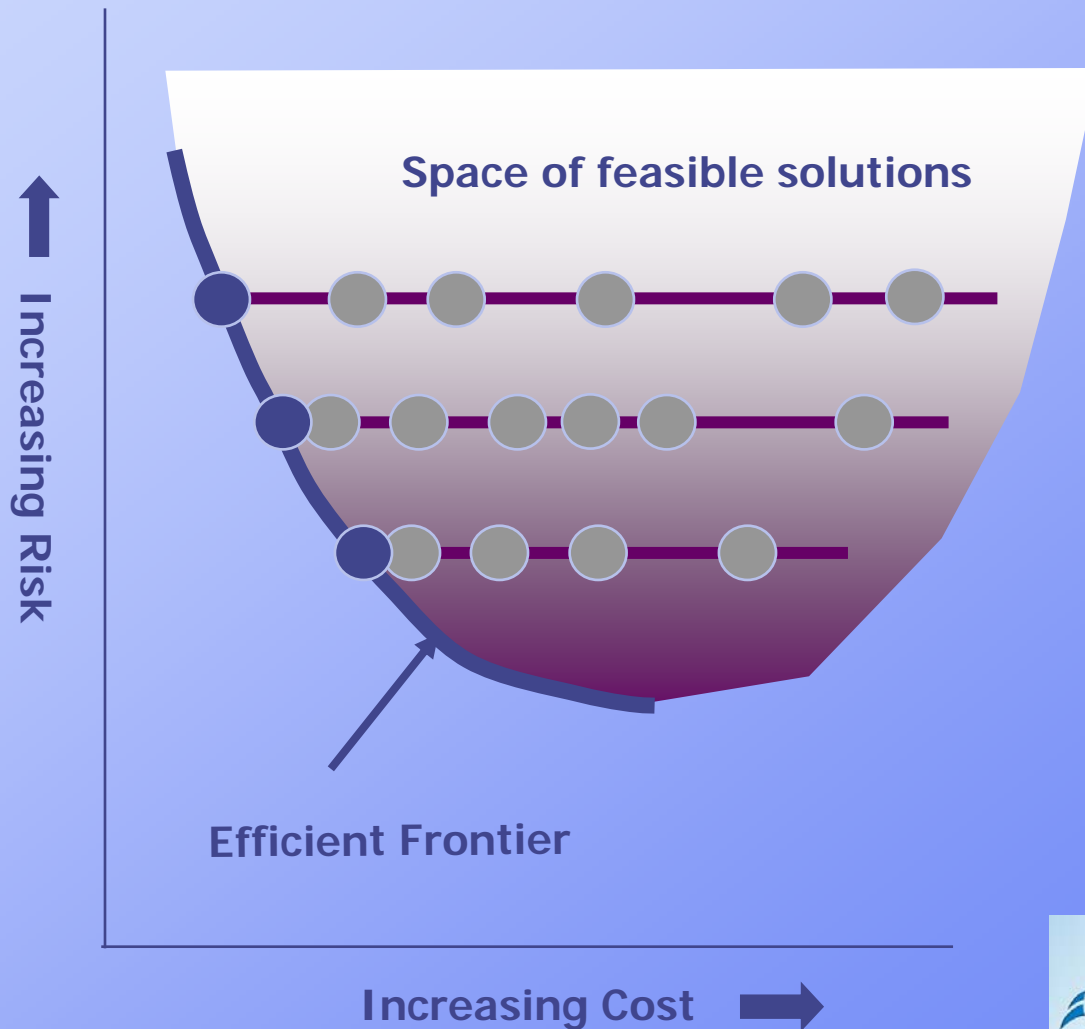 Space of feasible solutions
Increasing Risk
Efficient Frontier
Increasing Cost